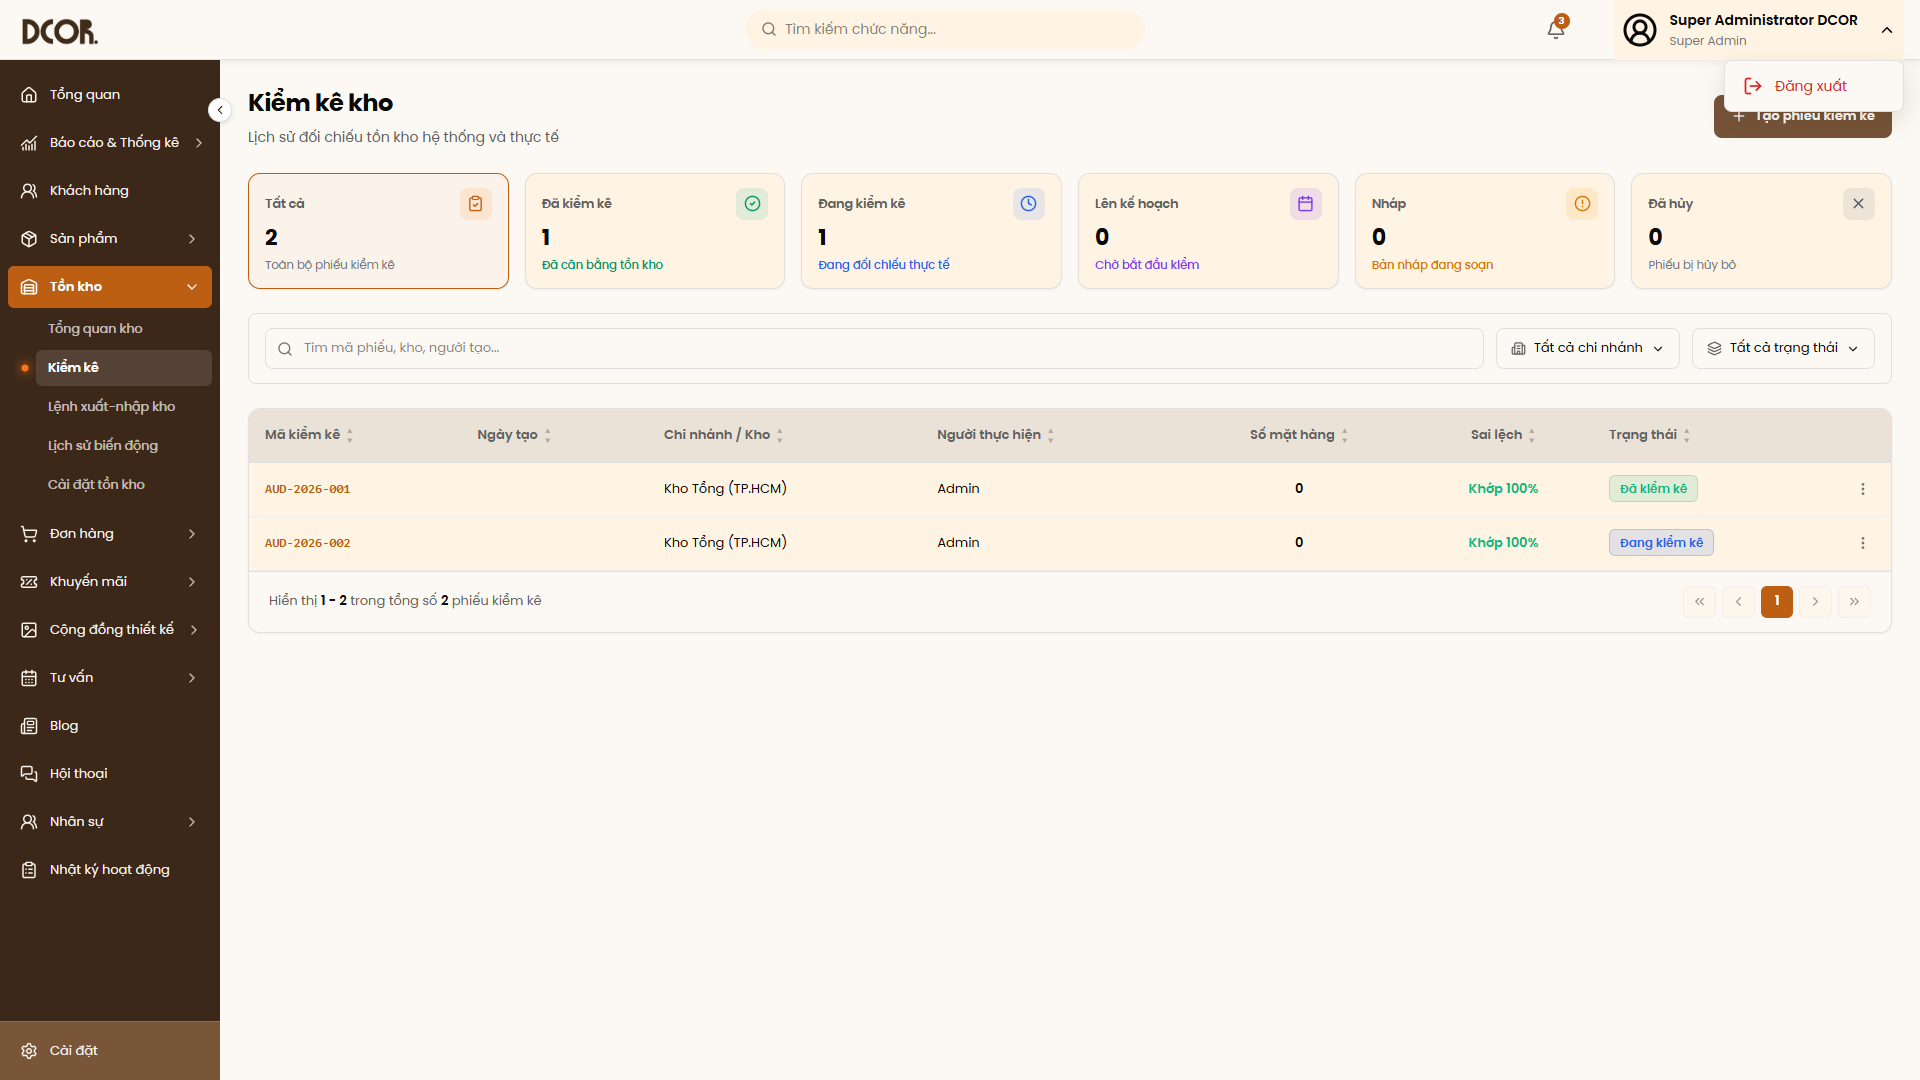 DCOR.
Tìm kiếm chức năng...
3
Super Administrator DCOR
Super Admin
Đăng xuất
Tổng quan
Báo cáo & Thống kê
Khách hàng
Sản phẩm
Tồn kho
Tổng quan kho
Kiểm kê
Lệnh xuất-nhập kho
Lịch sử biến động
Cài đặt tồn kho
Đơn hàng
Khuyến mãi
Cộng đồng thiết kế
Tư vấn
Blog
Hội thoại
Nhân sự
Nhật ký hoạt động
Cài đặt
Kiểm kê kho
Lịch sử đối chiếu tồn kho hệ thống và thực tế
Tạo phiếu kiểm kê
Tất cả
2
Toàn bộ phiếu kiểm kê
Đã kiểm kê
1
Đã cân bằng tồn kho
Đang kiểm kê
1
Đang đối chiếu thực tế
Lên kế hoạch
0
Chờ bắt đầu kiểm
Nháp
0
Bản nháp đang soạn
Đã hủy
0
Phiếu bị hủy bỏ
Tìm mã phiếu, kho, người tạo...
Tất cả chi nhánh
Tất cả trạng thái
Mã kiểm kê Ngày tạo Chi nhánh / Kho Người thực hiện Số mặt hàng Sai lệch Trạng thái
AUD-2026-001 Kho Tổng (TP.HCM) Admin 0 Khớp 100% Đã kiểm kê
AUD-2026-002 Kho Tổng (TP.HCM) Admin 0 Khớp 100% Đang kiểm kê
Hiển thị 1 - 2 trong tổng số 2 phiếu kiểm kê
1